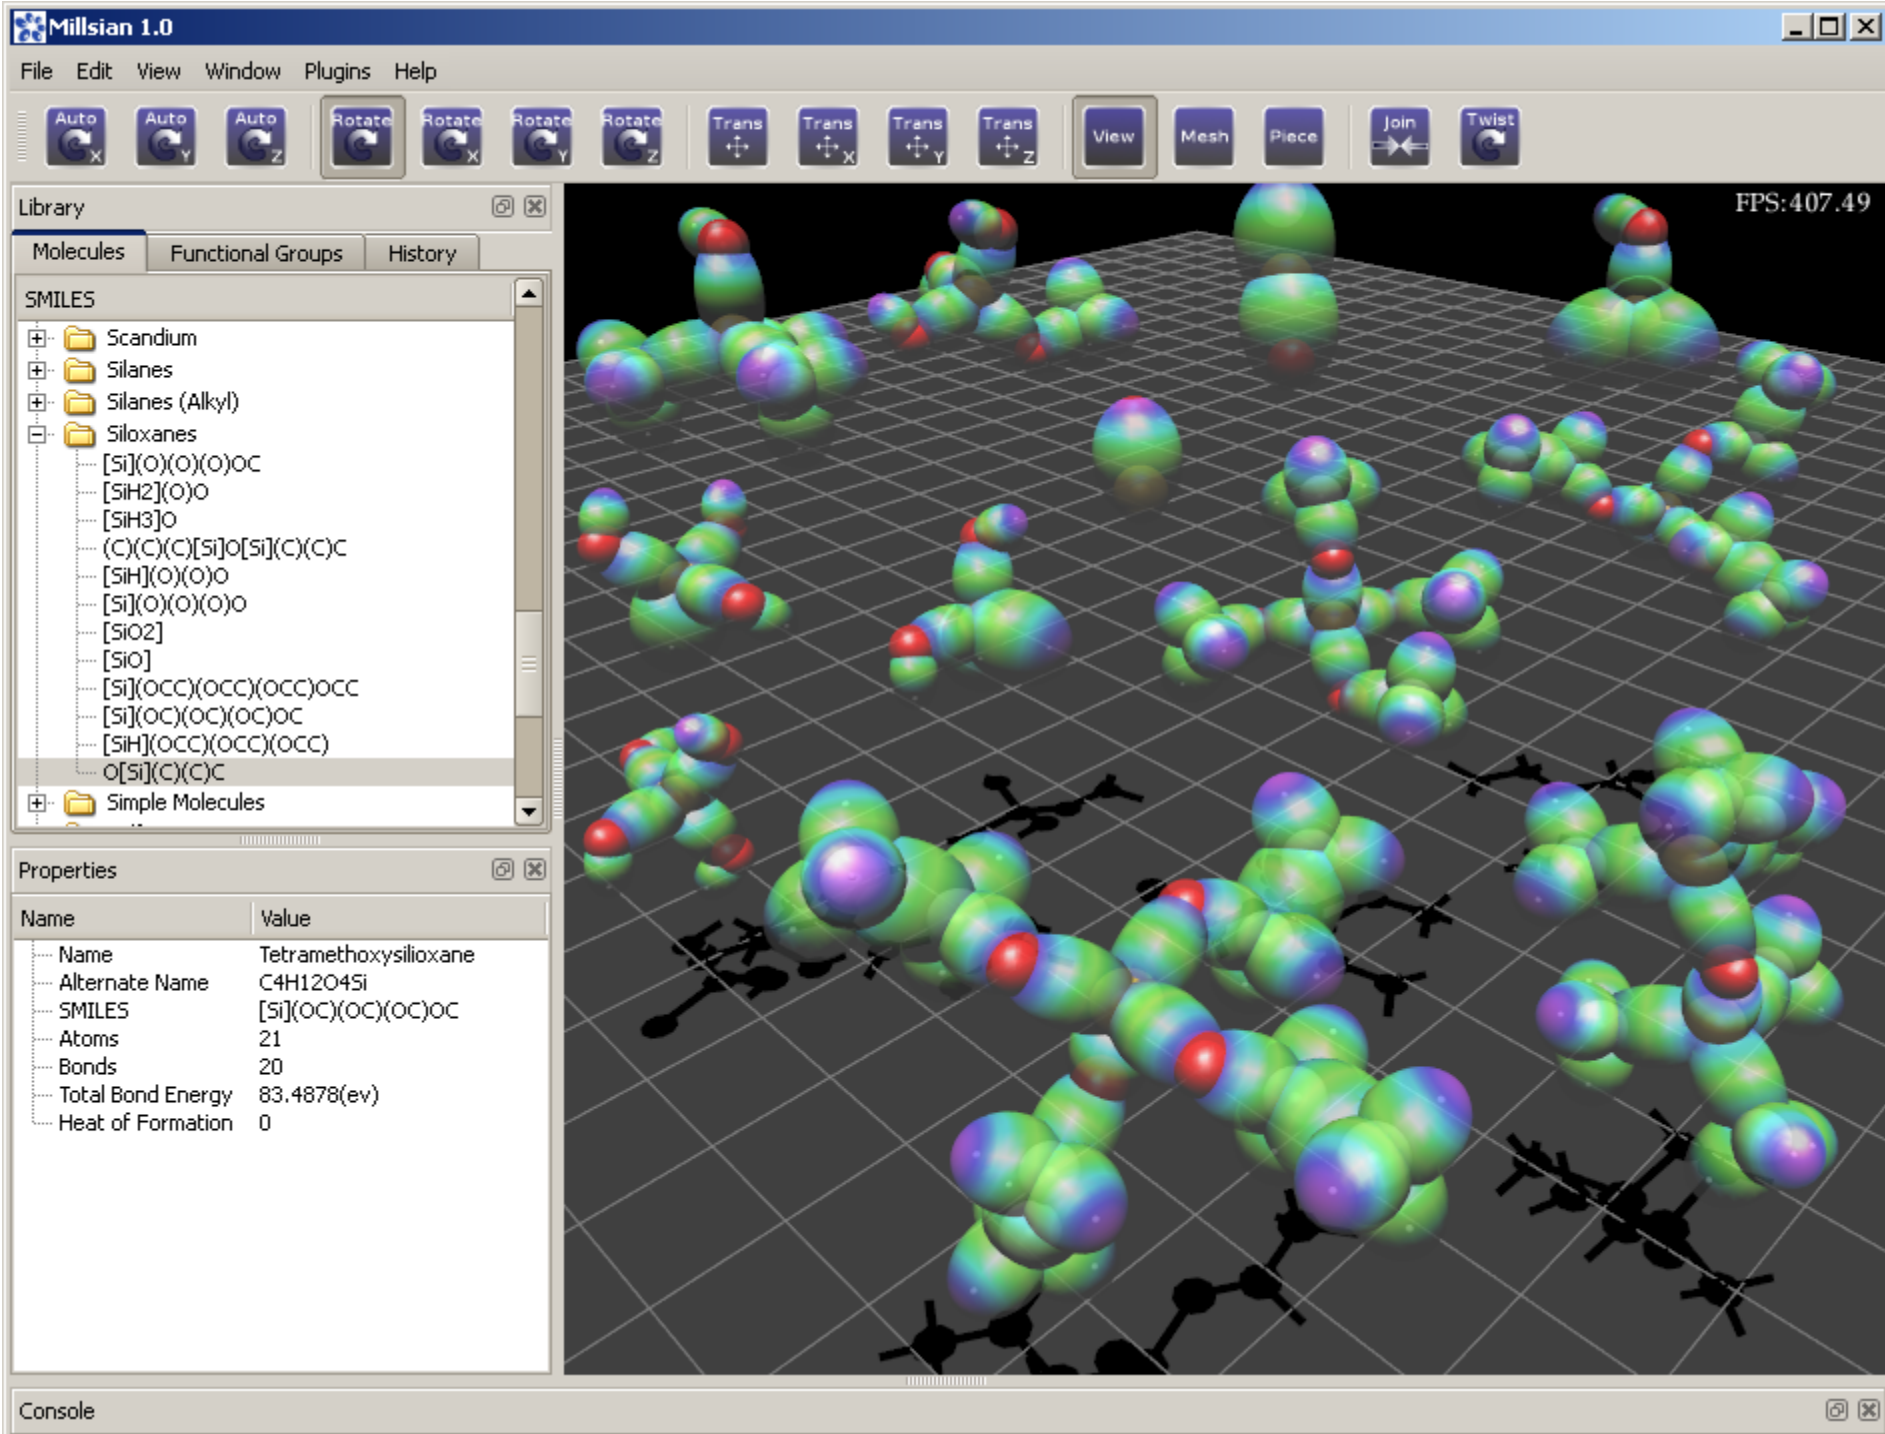 Millsian 1.0
File Edit View Window Plugins Help
Auto X Auto Y Auto Z Rotate Rotate X Rotate Y Rotate Z Trans Trans X Trans Y Trans Z View Mesh Piece Join Twist
Library
FPS:407.49
Molecules Functional Groups History
SMILES
Scandium
Silanes
Silanes (Alkyl)
Siloxanes
[Si](O)(O)(O)OC
[SiH2](O)O
[SiH3]O
(C)(C)(C)[Si]O[Si](C)(C)C
[SiH](O)(O)O
[Si](O)(O)(O)O
[SiO2]
[SiO]
[Si](OCC)(OCC)(OCC)OCC
[Si](OC)(OC)(OC)OC
[SiH](OCC)(OCC)(OCC)
O[Si](C)(C)C
Simple Molecules
Properties
Name Value
Name Tetramethoxysilioxane
Alternate Name C4H12O4Si
SMILES [Si](OC)(OC)(OC)OC
Atoms 21
Bonds 20
Total Bond Energy 83.4878(ev)
Heat of Formation 0
Console